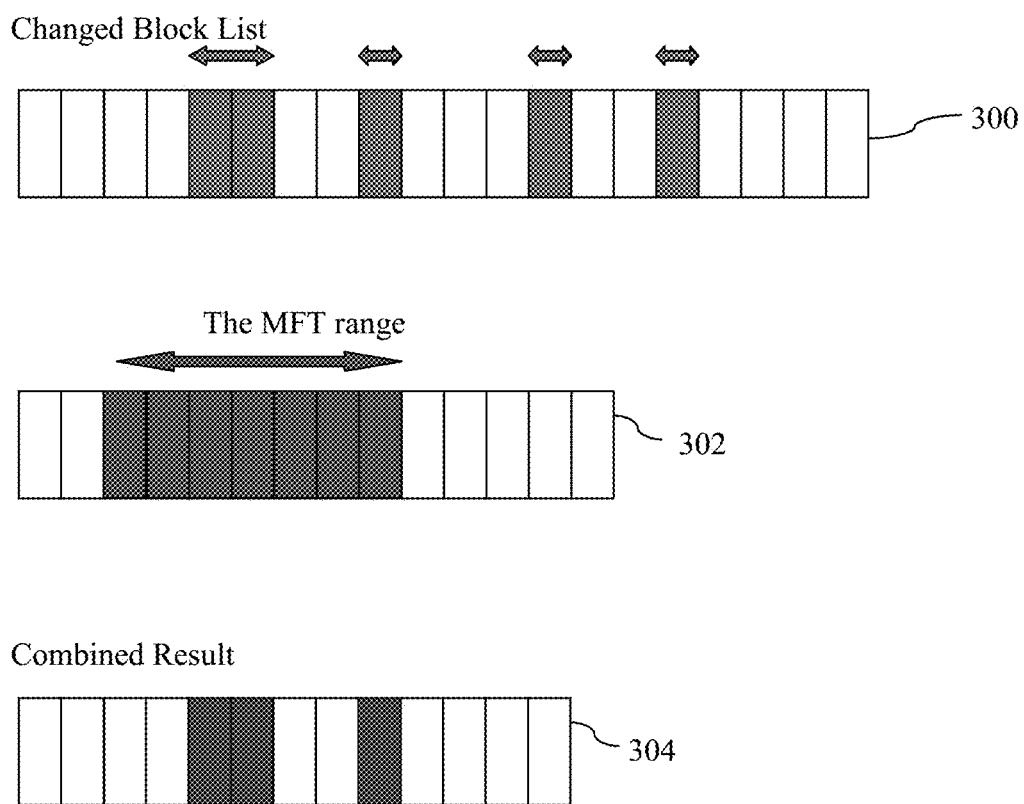 Changed Block List
300
The MFT range
302
Combined Result
304